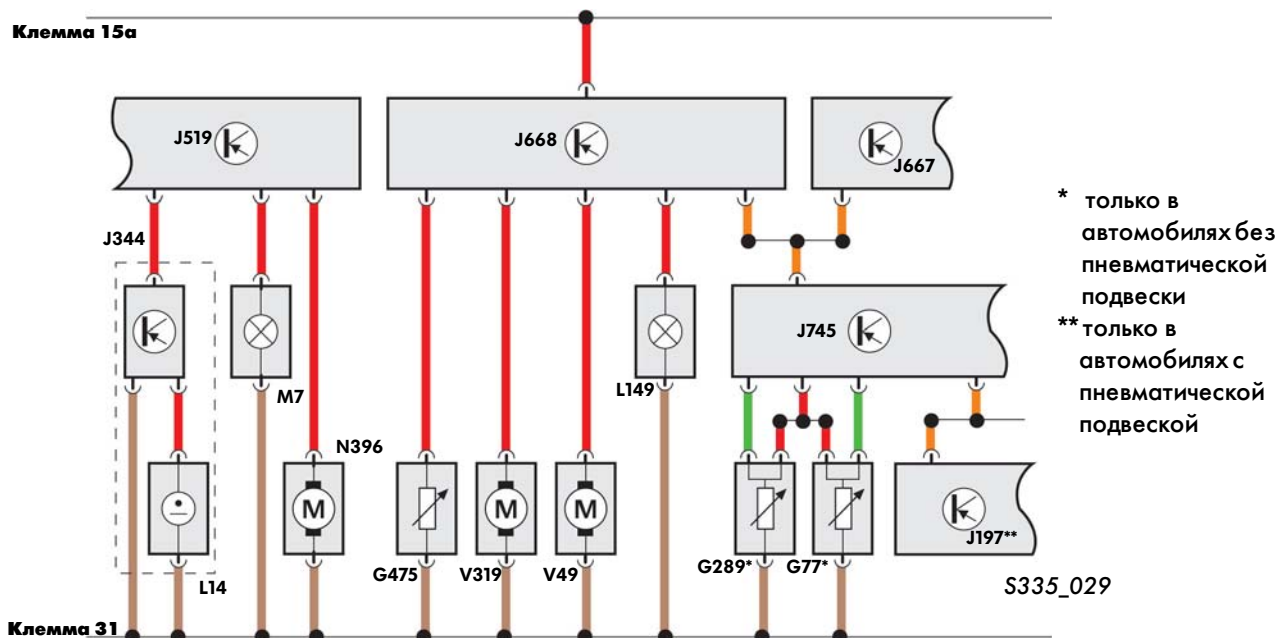 Клемма 15a
J519
J668
J667
J344
* только в
автомобилях без
пневматической
подвески
** только в
автомобилях с
пневматической
подвеской
J745
M7
L149
N396
M
M
M
L14
G475
V319
V49
G289*
G77*
J197**
S335_029
Клемма 31